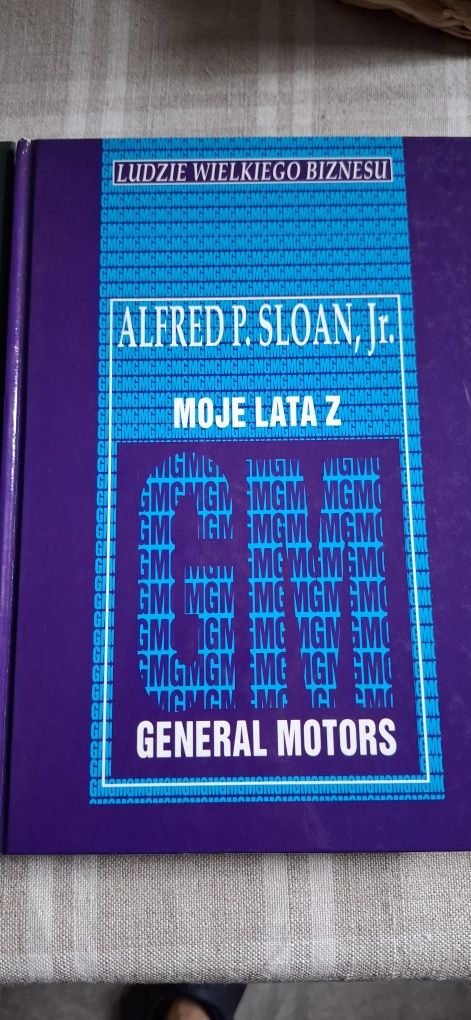 LUDZIE WIELKIEGO BIZNESU
ALFRED P. SLOAN, Jr.
MOJE LATA Z
GM
GENERAL MOTORS